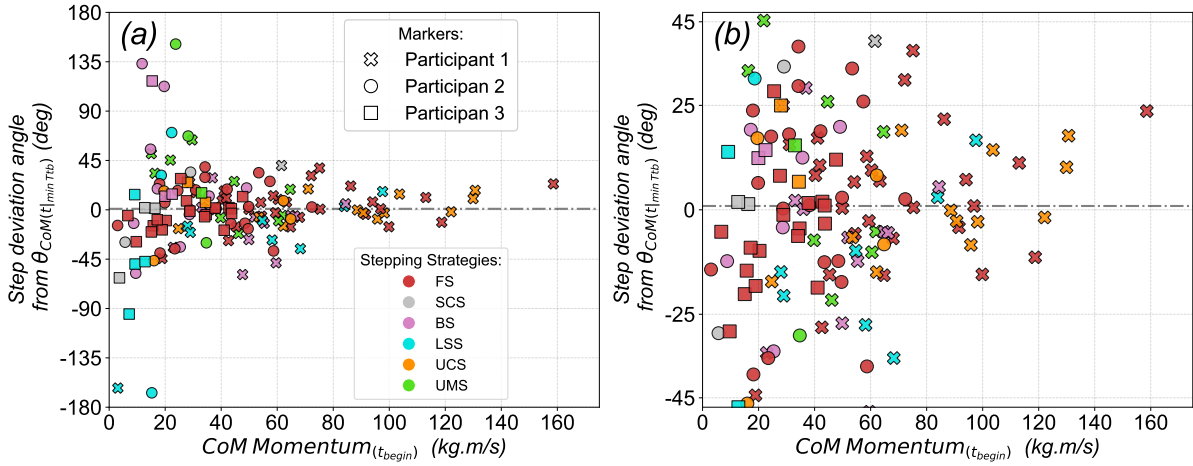 (a)
Step deviation angle
from θCoM(t|min Ttb) (deg)
180
135
90
45
0
-45
-90
-135
-180
Markers:
Participant 1
Participant 2
Participant 3
Stepping Strategies:
FS
SCS
BS
LSS
UCS
UMS
0 20 40 60 80 100 120 140 160
CoM Momentum(tbegin) (kg.m/s)
(b)
Step deviation angle
from θCoM(t|min Ttb) (deg)
45
25
0
-25
-45
0 20 40 60 80 100 120 140 160
CoM Momentum(tbegin) (kg.m/s)